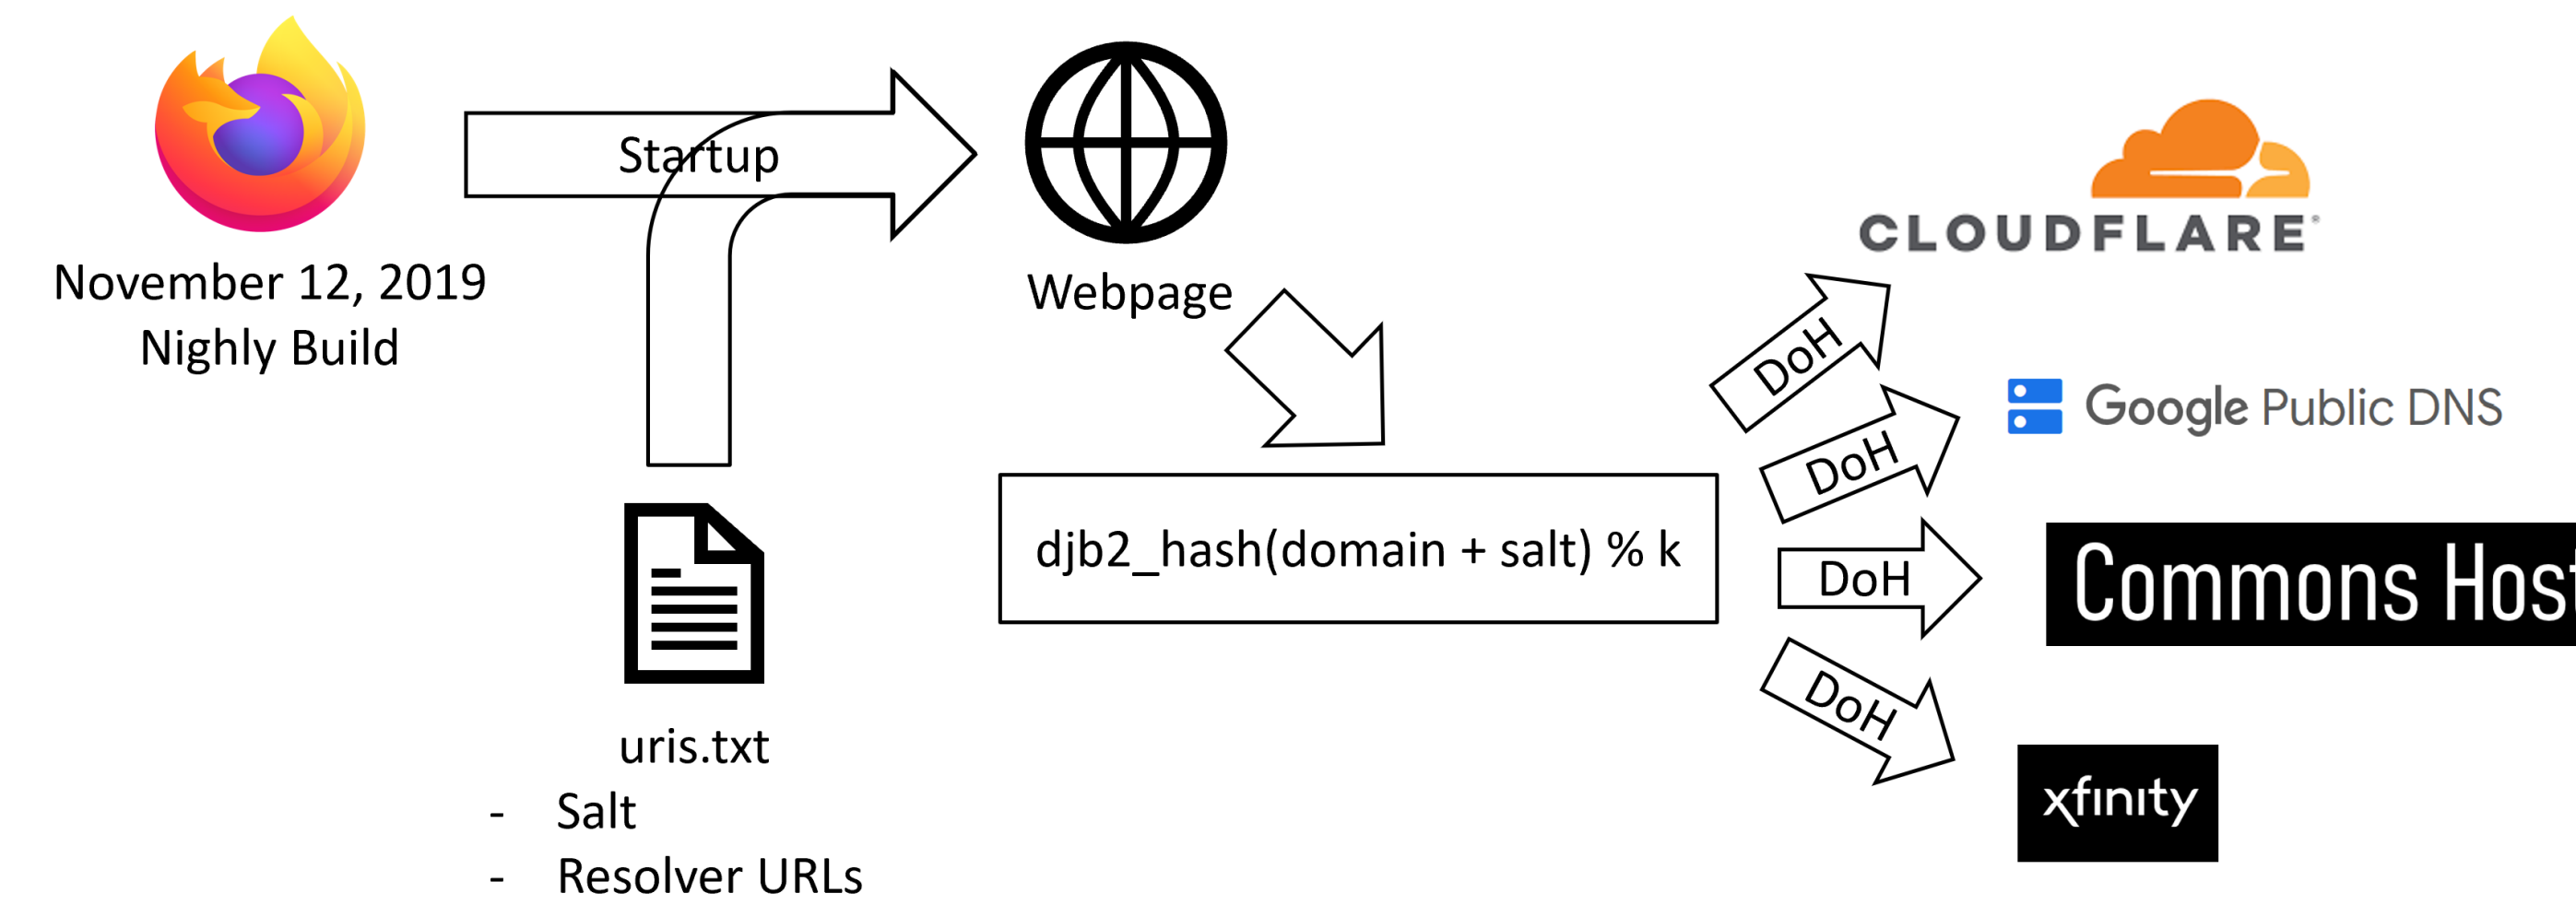 November 12, 2019
Nighly Build
Startup
uris.txt
- Salt
- Resolver URLs
Webpage
djb2_hash(domain + salt) % k
DoH
DoH
DoH
DoH
CLOUDFLARE
Google Public DNS
Commons Host
xfinity